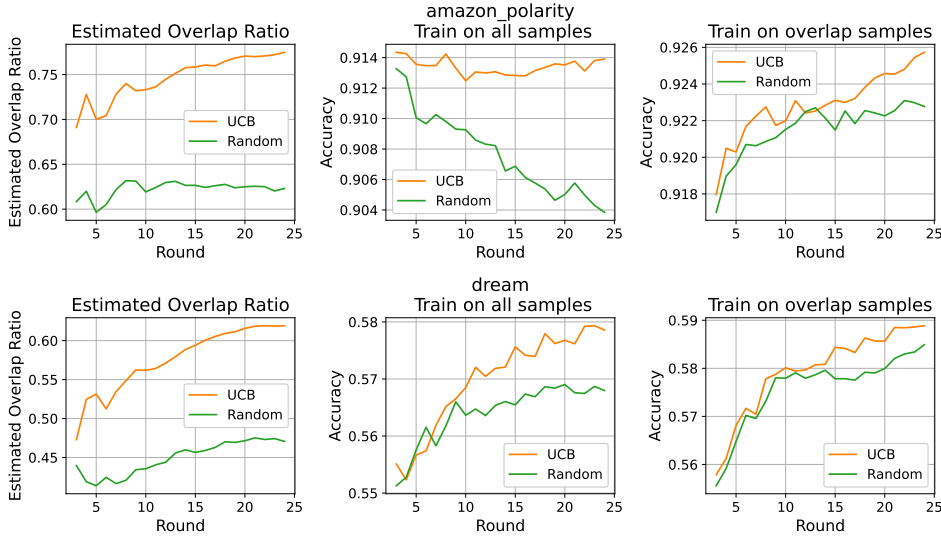 amazon_polarity
Estimated Overlap Ratio
Estimated Overlap Ratio
0.75
0.70
0.65
0.60
UCB
Random
5 10 15 20 25
Round
Train on all samples
Accuracy
0.914
0.912
0.910
0.908
0.906
0.904
UCB
Random
5 10 15 20 25
Round
Train on overlap samples
Accuracy
0.926
0.924
0.922
0.920
0.918
UCB
Random
5 10 15 20 25
Round
dream
Estimated Overlap Ratio
Estimated Overlap Ratio
0.60
0.55
0.50
0.45
UCB
Random
5 10 15 20 25
Round
Train on all samples
Accuracy
0.58
0.57
0.56
0.55
UCB
Random
5 10 15 20 25
Round
Train on overlap samples
Accuracy
0.59
0.58
0.57
0.56
UCB
Random
5 10 15 20 25
Round